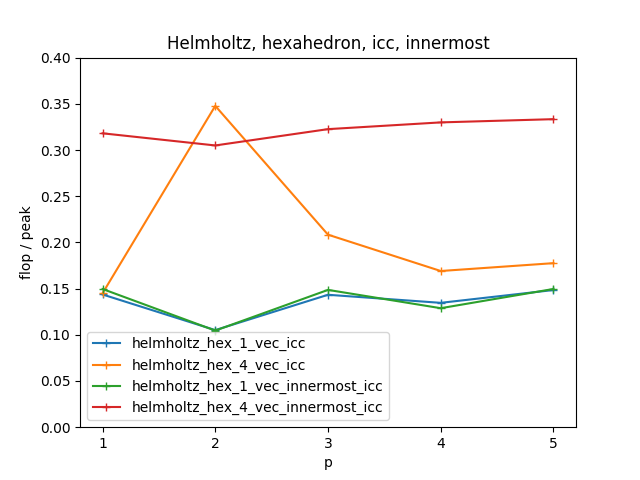 Helmholtz, hexahedron, icc, innermost
flop / peak
0.40
0.35
0.30
0.25
0.20
0.15
0.10
0.05
0.00
helmholtz_hex_1_vec_icc
helmholtz_hex_4_vec_icc
helmholtz_hex_1_vec_innermost_icc
helmholtz_hex_4_vec_innermost_icc
1 2 3 4 5
p